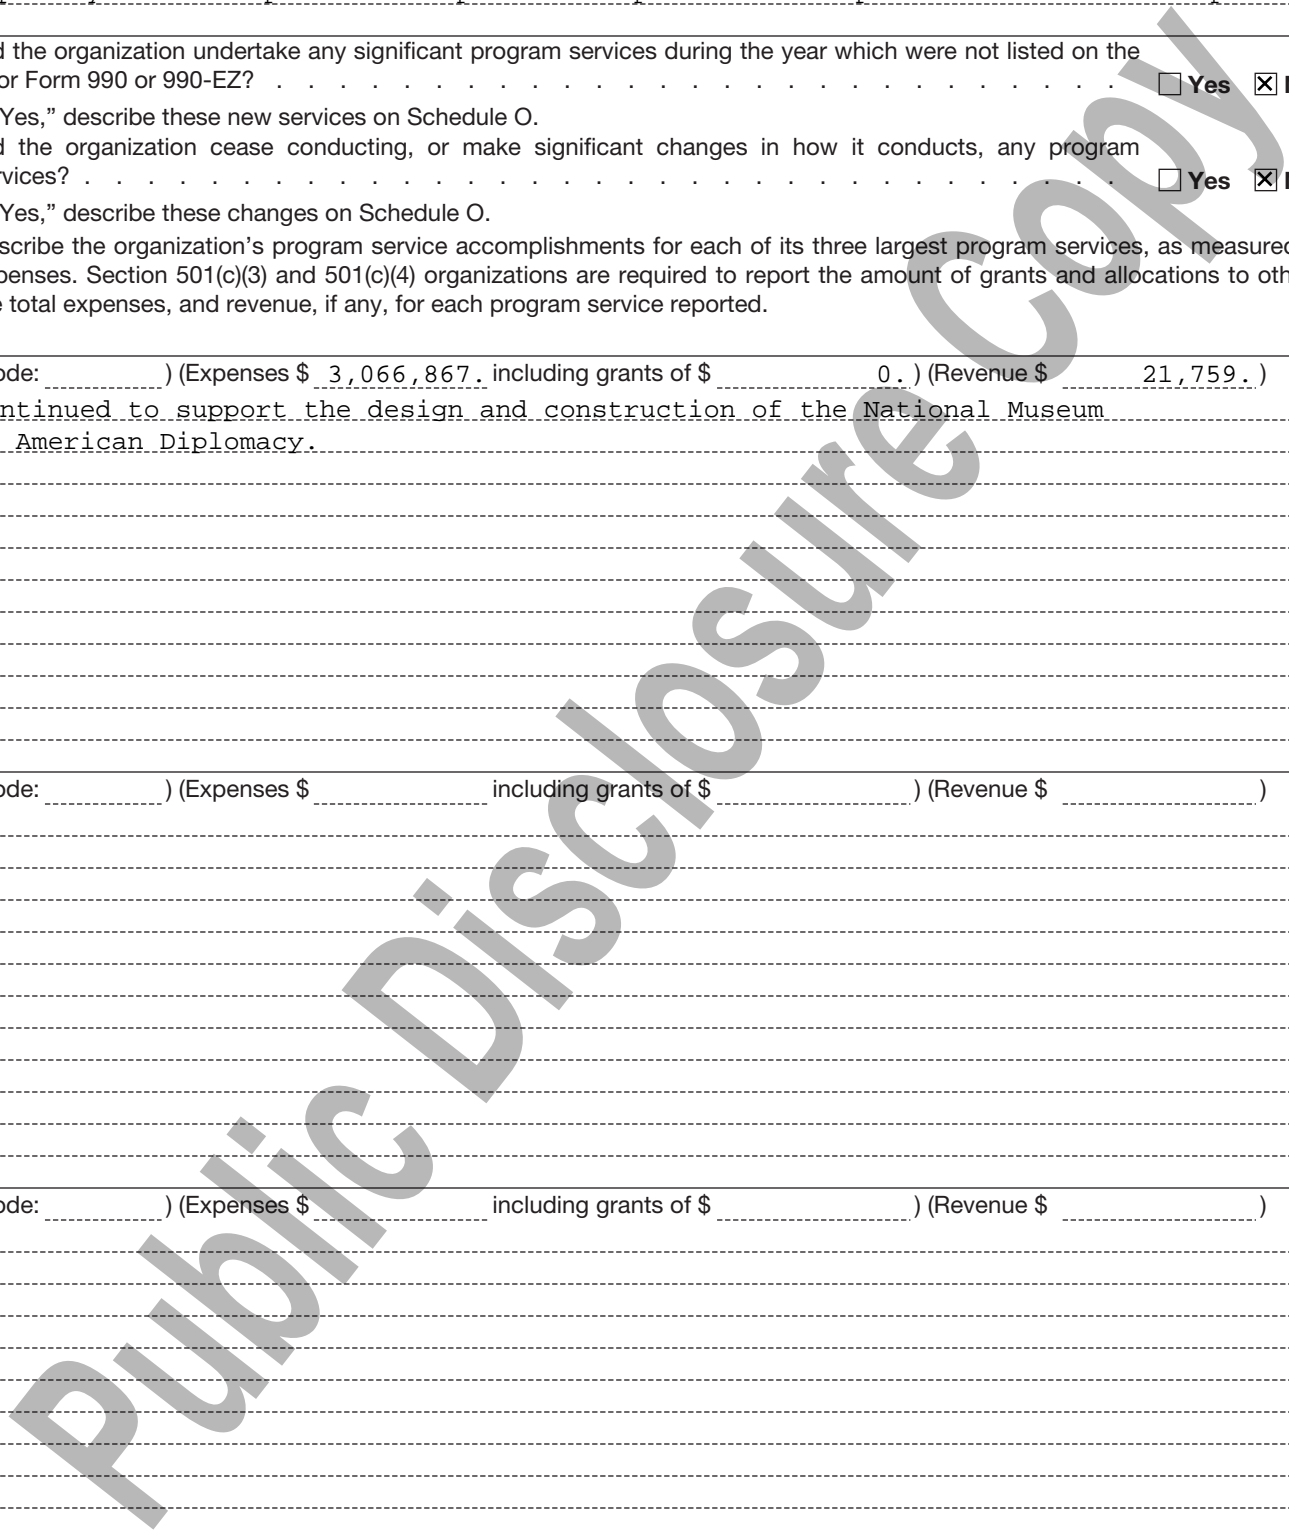 d the organization undertake any significant program services during the year which were not listed on the
or Form 990 or 990-EZ? . . . . . . . . . . . . . . . . . . . . . . . . . . . Yes ☒
Yes,” describe these new services on Schedule O.
d the organization cease conducting, or make significant changes in how it conducts, any program
rvices? . . . . . . . . . . . . . . . . . . . . . . . . . . . . . . . . . Yes ☒
Yes,” describe these changes on Schedule O.
scribe the organization’s program service accomplishments for each of its three largest program services, as measured
penses. Section 501(c)(3) and 501(c)(4) organizations are required to report the amount of grants and allocations to oth
e total expenses, and revenue, if any, for each program service reported.
ode: ) (Expenses $ 3,066,867. including grants of $ 0. ) (Revenue $ 21,759. )
ntinued to support the design and construction of the National Museum
American Diplomacy.
ode: ) (Expenses $ including grants of $ ) (Revenue $ )
ode: ) (Expenses $ including grants of $ ) (Revenue $ )
Public Disclosure Copy